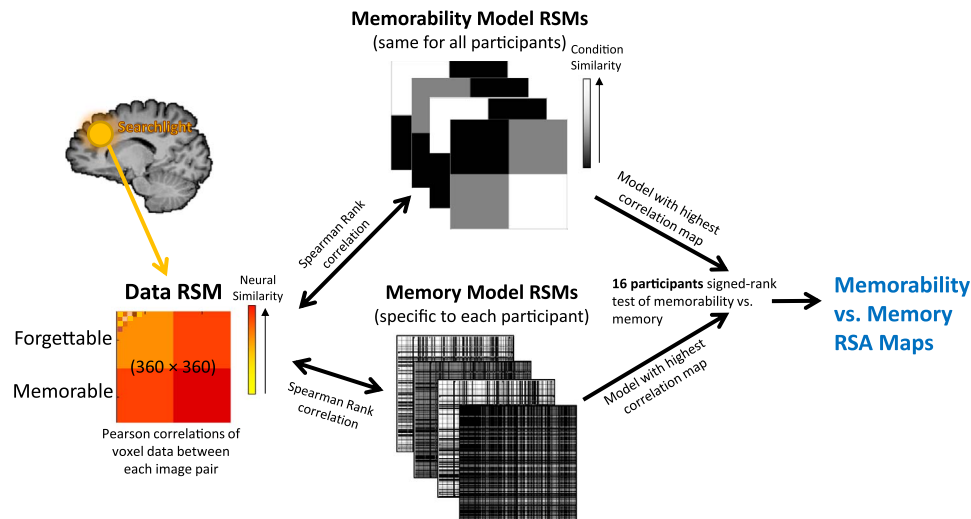 Memorability Model RSMs
(same for all participants)
Condition
Similarity
Searchlight
Spearman Rank
correlation
Model with highest
correlation map
Data RSM
Neural
Similarity
Forgettable
Memorable
(360 × 360)
Pearson correlations of
voxel data between
each image pair
Memory Model RSMs
(specific to each participant)
Spearman Rank
correlation
16 participants signed-rank
test of memorability vs.
memory
Model with highest
correlation map
Memorability
vs. Memory
RSA Maps